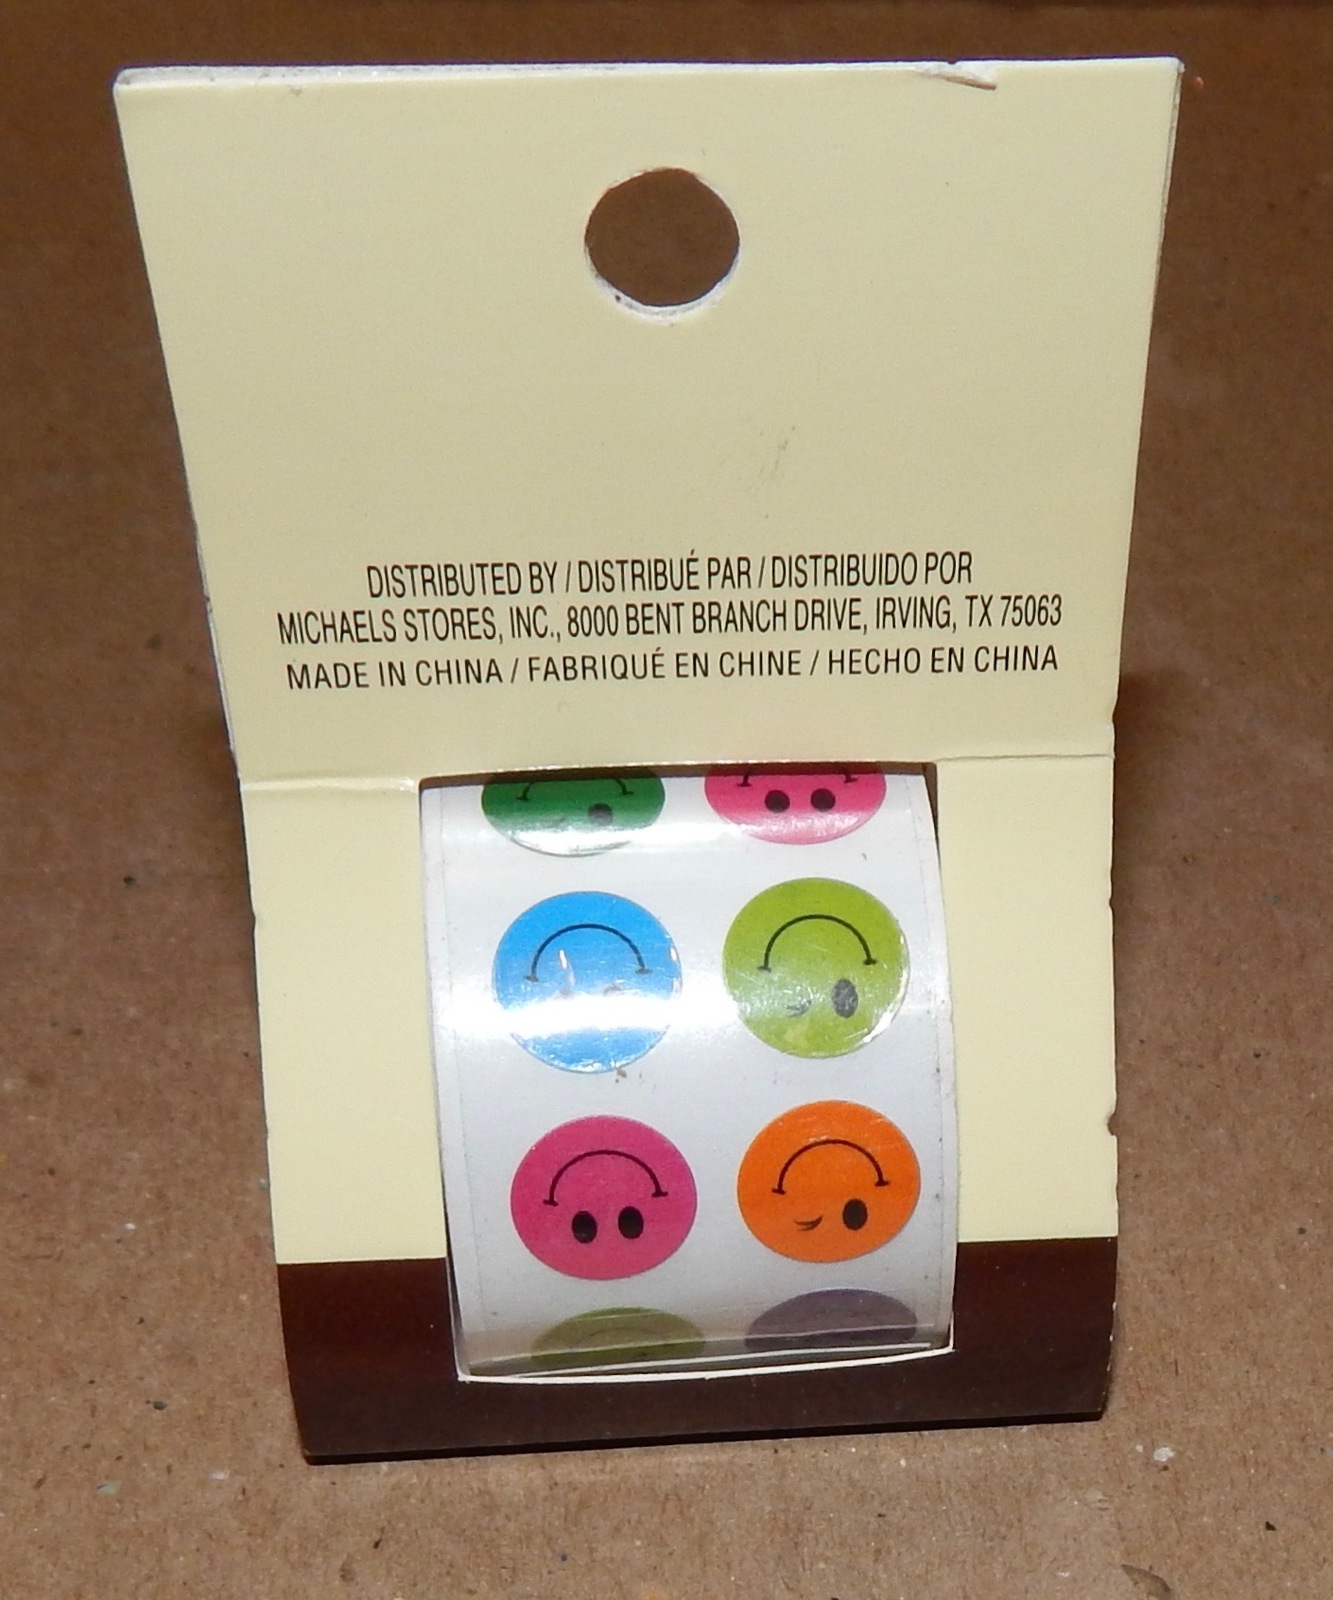 DISTRIBUTED BY / DISTRIBUÉ PAR / DISTRIBUIDO POR
MICHAELS STORES, INC., 8000 BENT BRANCH DRIVE, IRVING, TX 75063
MADE IN CHINA / FABRIQUÉ EN CHINE / HECHO EN CHINA